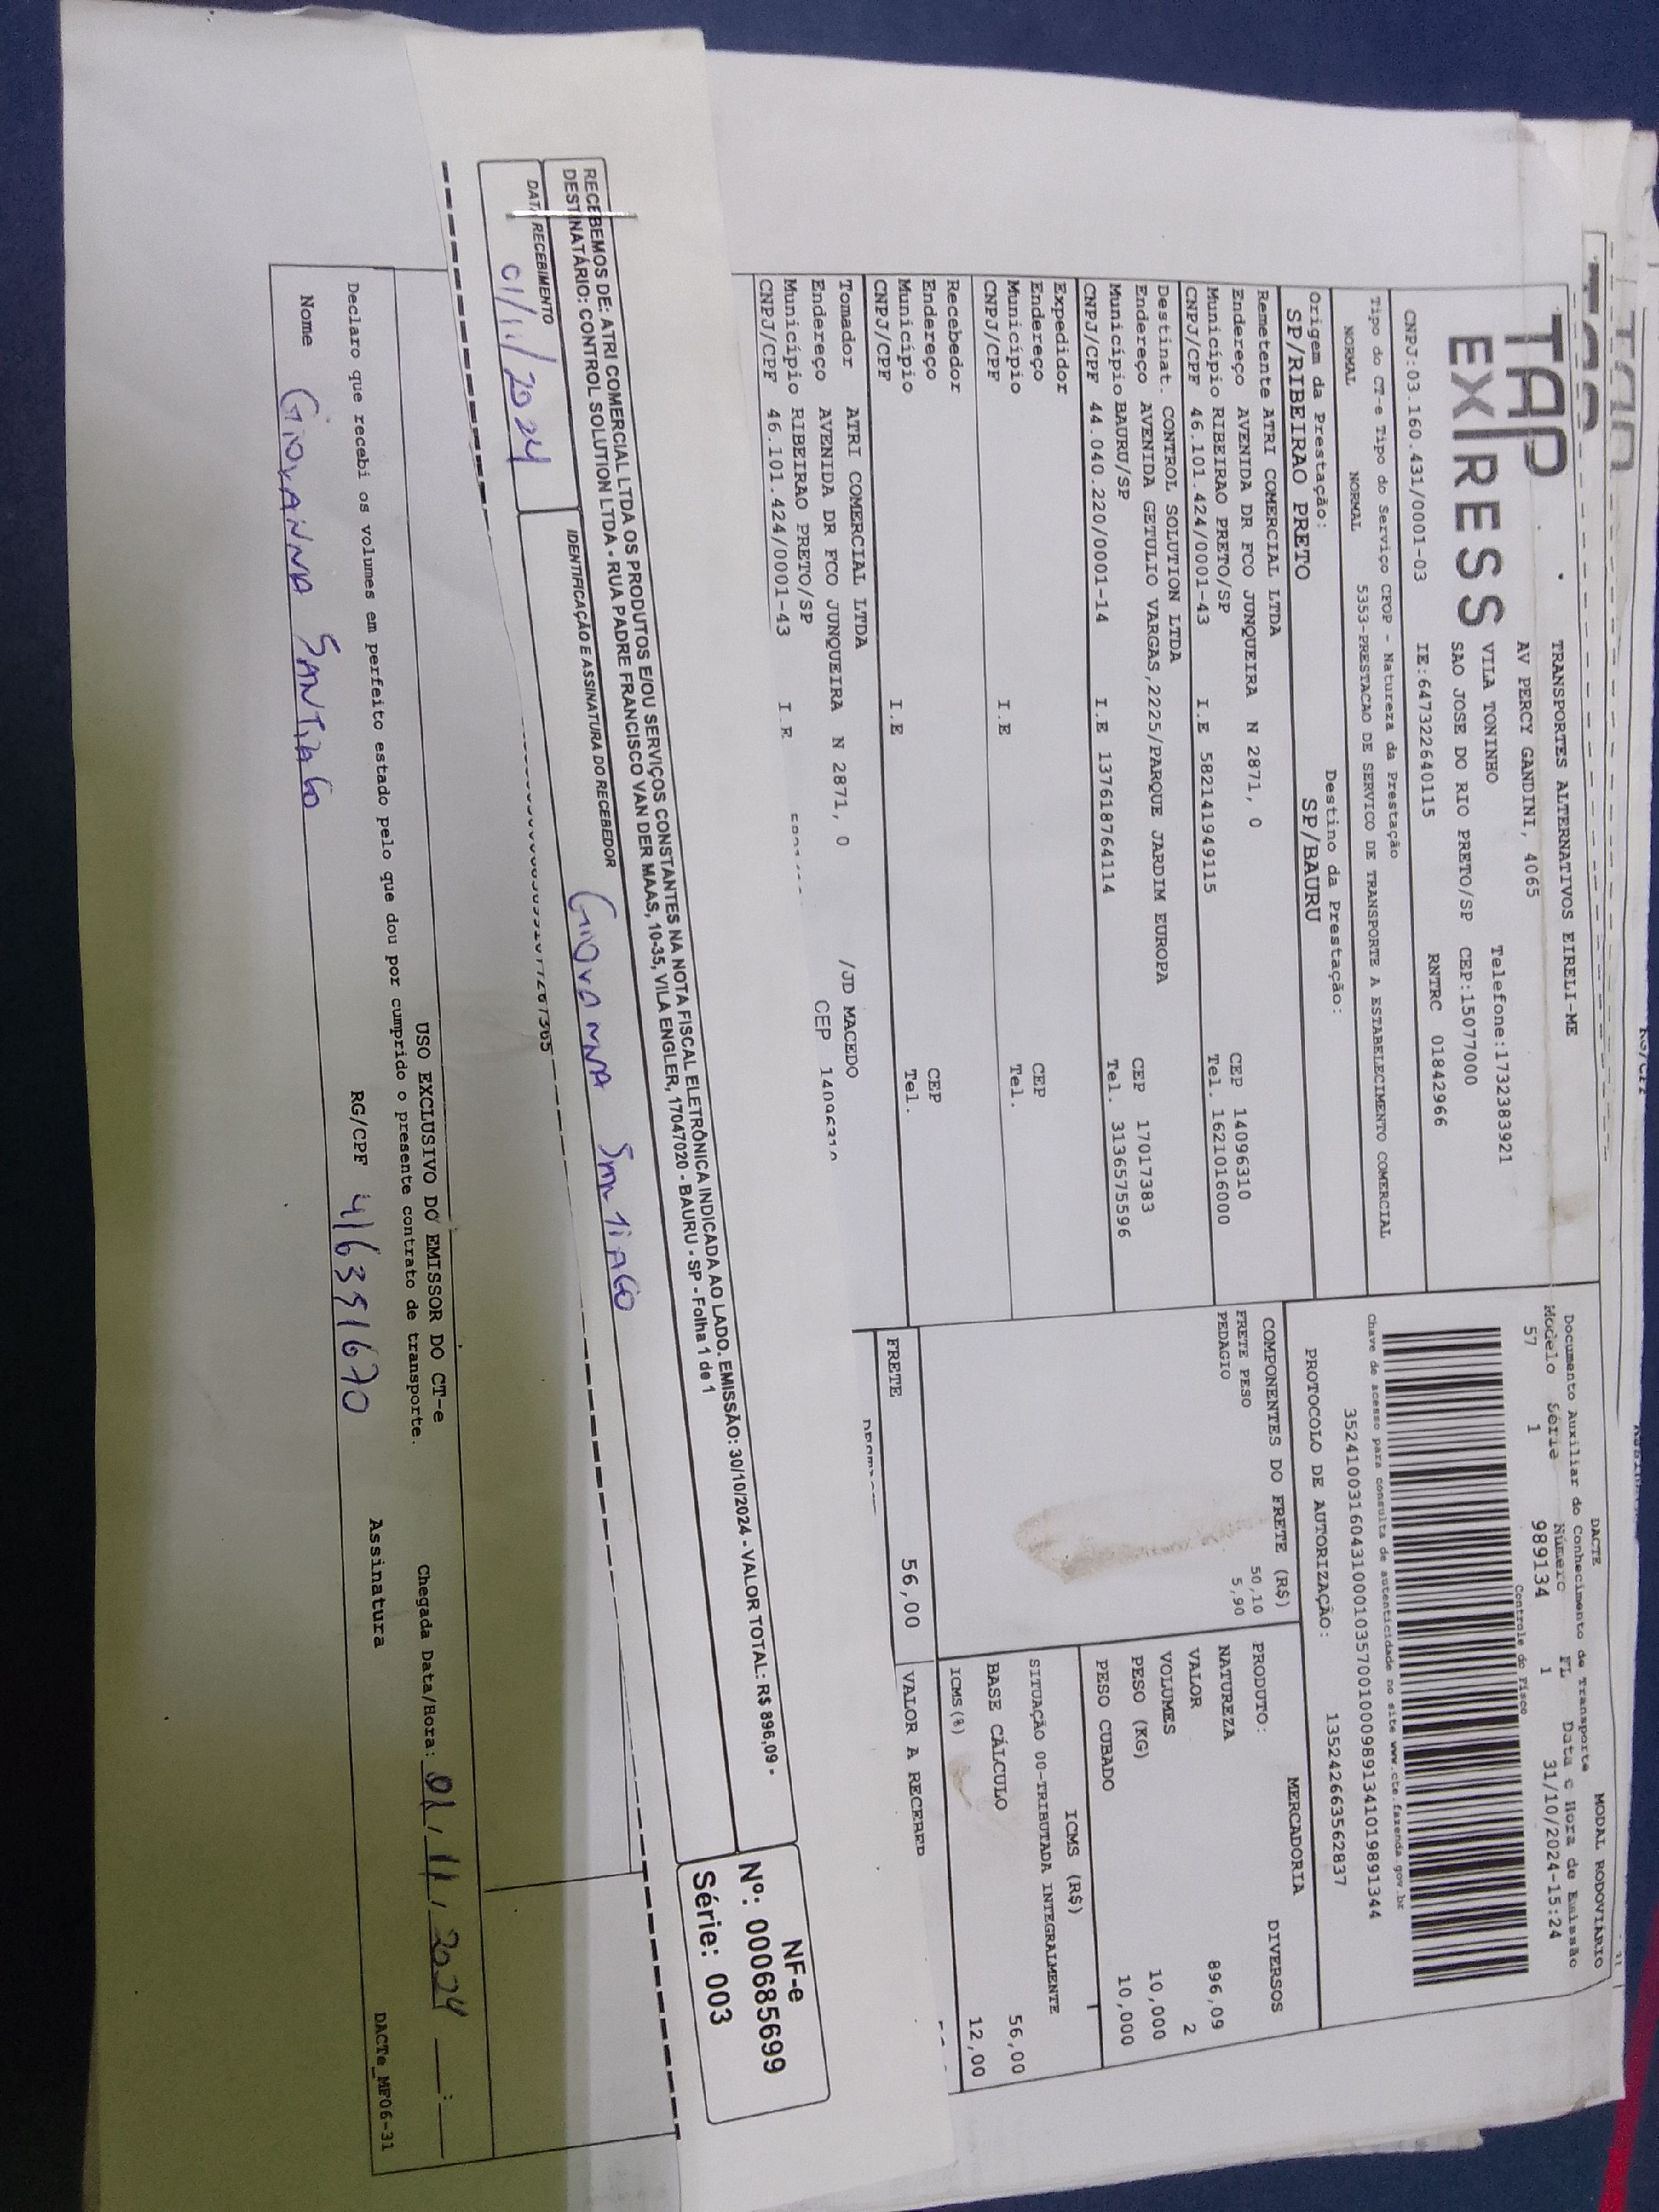 TAP
EXPRESS
TRANSPORTES ALTERNATIVOS EIRELI-ME
AV PERCY GANDINI, 4065
VILA TONINHO Telefone:1732383921
SAO JOSE DO RIO PRETO/SP CEP:15077000
CNPJ:03.160.431/0001-03 IE:647322640115 RNTRC 01842966
Tipo do CT-e Tipo do Serviço CFOP - Natureza da Prestação
NORMAL NORMAL 5353-PRESTACAO DE SERVICO DE TRANSPORTE A ESTABELECIMENTO COMERCIAL
Origem da Prestação: Destino da Prestação:
SP/RIBEIRAO PRETO SP/BAURU
Remetente ATRI COMERCIAL LTDA
Endereço AVENIDA DR FCO JUNQUEIRA N 2871, 0 CEP 14096310
Município RIBEIRAO PRETO/SP Tel. 1621016000
CNPJ/CPF 46.101.424/0001-43 I.E 582141949115
Destinat. CONTROL SOLUTION LTDA
Endereço AVENIDA GETULIO VARGAS,2225/PARQUE JARDIM EUROPA CEP 17017383
Município BAURU/SP Tel. 3136575596
CNPJ/CPF 44.040.220/0001-14 I.E 137618764114
Expedidor
Endereço CEP
Município Tel.
CNPJ/CPF I.E
Recebedor
Endereço CEP
Município Tel.
CNPJ/CPF I.E
Tomador ATRI COMERCIAL LTDA
Endereço AVENIDA DR FCO JUNQUEIRA N 2871, 0 /JD MACEDO
Município RIBEIRAO PRETO/SP CEP 14096310
CNPJ/CPF 46.101.424/0001-43 I.E
DACTE MODAL RODOVIÁRIO
Documento Auxiliar do Conhecimento de Transporte
Modelo Série Número FL Data e Hora de Emissão
57 1 989134 1 31/10/2024-15:24
Controle do Fisco
Chave de acesso para consulta de autenticidade no site www.cte.fazenda.gov.br
35241003160431000103570010009891341019891344
PROTOCOLO DE AUTORIZAÇÃO: 135242663562837
COMPONENTES DO FRETE (R$)
FRETE PESO 50,10
PEDAGIO 5,90
MERCADORIA
PRODUTO: DIVERSOS
NATUREZA
VALOR 896,09
VOLUMES 2
PESO (KG) 10,000
PESO CUBADO 10,000
ICMS (R$)
SITUAÇÃO 00-TRIBUTADA INTEGRALMENTE
BASE CÁLCULO 56,00
ICMS(%) 12,00
FRETE 56,00 VALOR A RECEBER
RECEBEMOS DE: ATRI COMERCIAL LTDA OS PRODUTOS E/OU SERVIÇOS CONSTANTES NA NOTA FISCAL ELETRÔNICA INDICADA AO LADO. EMISSÃO: 30/10/2024 - VALOR TOTAL: R$ 896,09 -
DESTINATÁRIO: CONTROL SOLUTION LTDA - RUA PADRE FRANCISCO VAN DER MAAS, 10-35, VILA ENGLER, 17047020 - BAURU - SP - Folha 1 de 1
NF-e
Nº: 000685699
Série: 003
DATA RECEBIMENTO IDENTIFICAÇÃO E ASSINATURA DO RECEBEDOR
01/11/2024 GIOVANNA SANTIAGO
USO EXCLUSIVO DO EMISSOR DO CT-e
Declaro que recebi os volumes em perfeito estado pelo que dou por cumprido o presente contrato de transporte. Chegada Data/Hora: 01/11/2024 __:__
Nome GIOVANNA SANTIAGO RG/CPF 416391670 Assinatura
DACTe_MF06-31